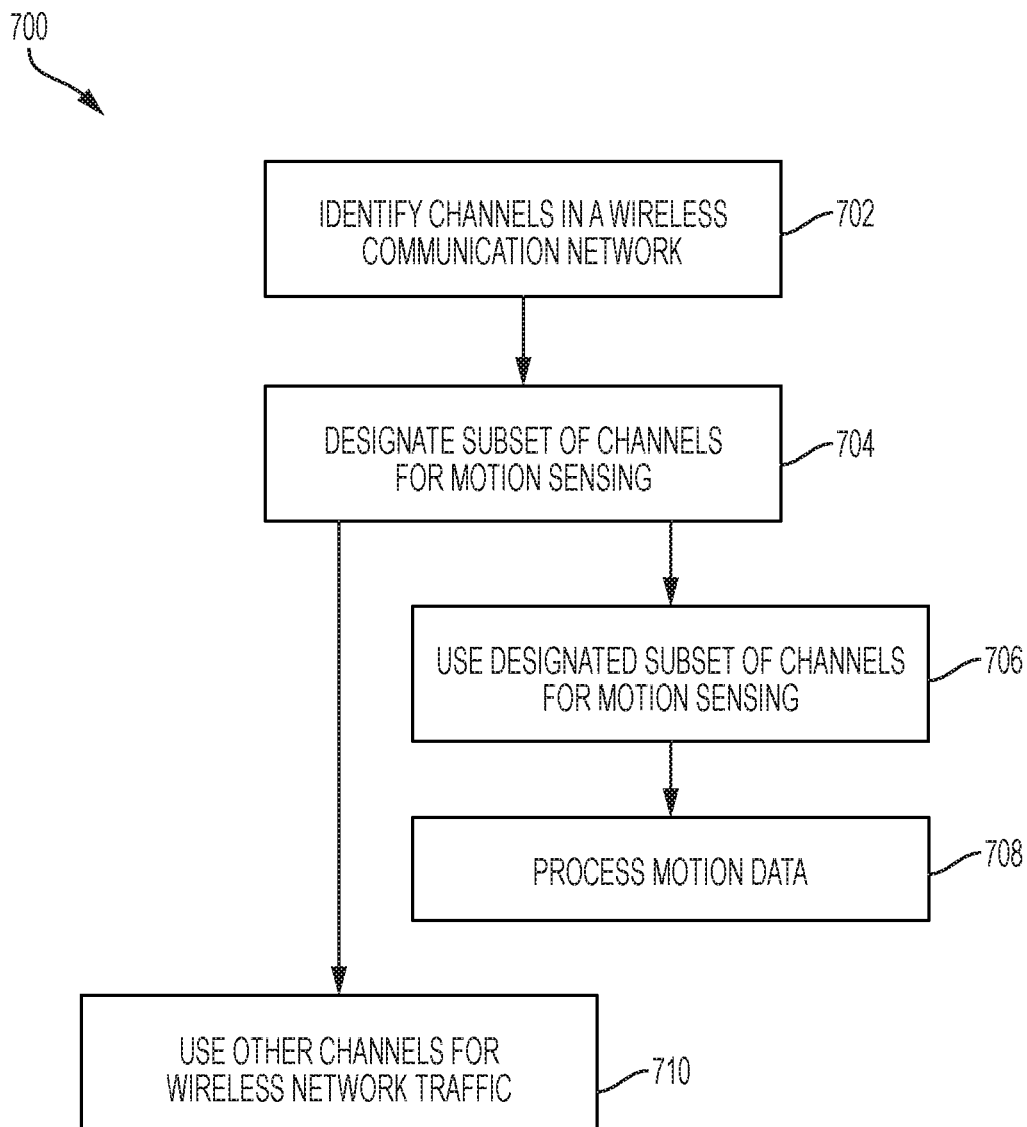 700
IDENTIFY CHANNELS IN A WIRELESS
COMMUNICATION NETWORK
702
DESIGNATE SUBSET OF CHANNELS
FOR MOTION SENSING
704
USE DESIGNATED SUBSET OF CHANNELS
FOR MOTION SENSING
706
PROCESS MOTION DATA
708
USE OTHER CHANNELS FOR
WIRELESS NETWORK TRAFFIC
710